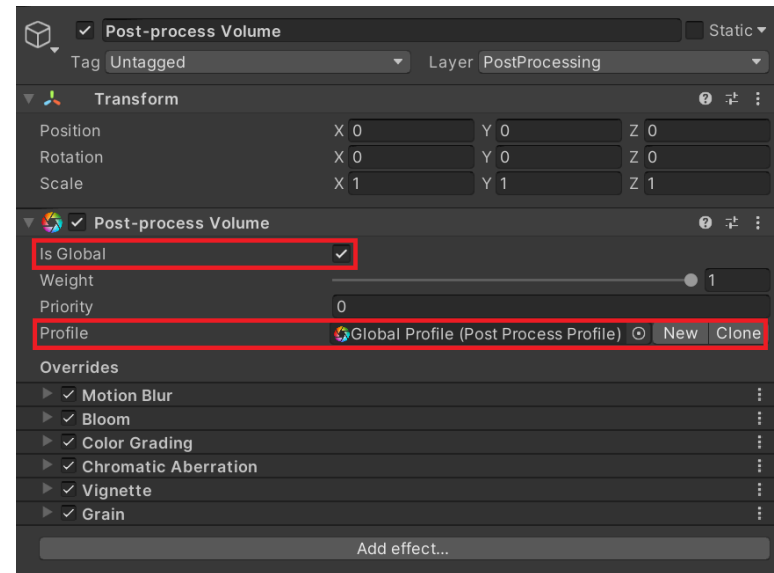 Post-process Volume Static
Tag Untagged Layer PostProcessing
Transform
Position X 0 Y 0 Z 0
Rotation X 0 Y 0 Z 0
Scale X 1 Y 1 Z 1
Post-process Volume
Is Global
Weight 1
Priority 0
Profile Global Profile (Post Process Profile) New Clone
Overrides
Motion Blur
Bloom
Color Grading
Chromatic Aberration
Vignette
Grain
Add effect...